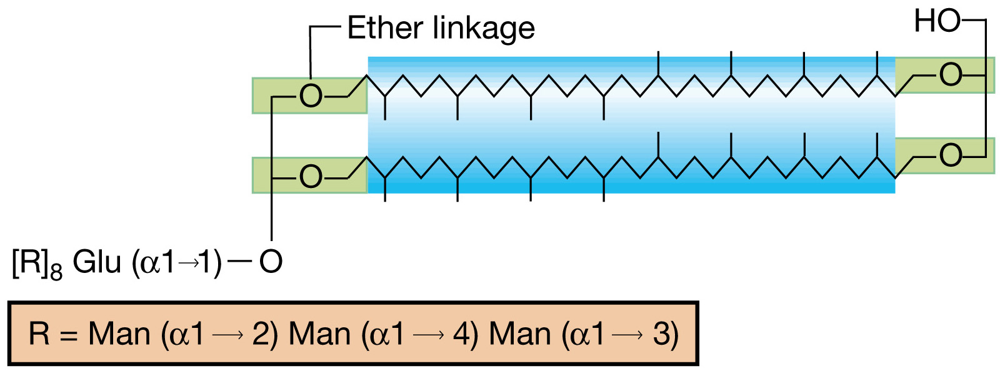 Ether linkage
HO
O
O
O
O
[R]₈ Glu (α1→1)—O
R = Man (α1 → 2) Man (α1 → 4) Man (α1 → 3)